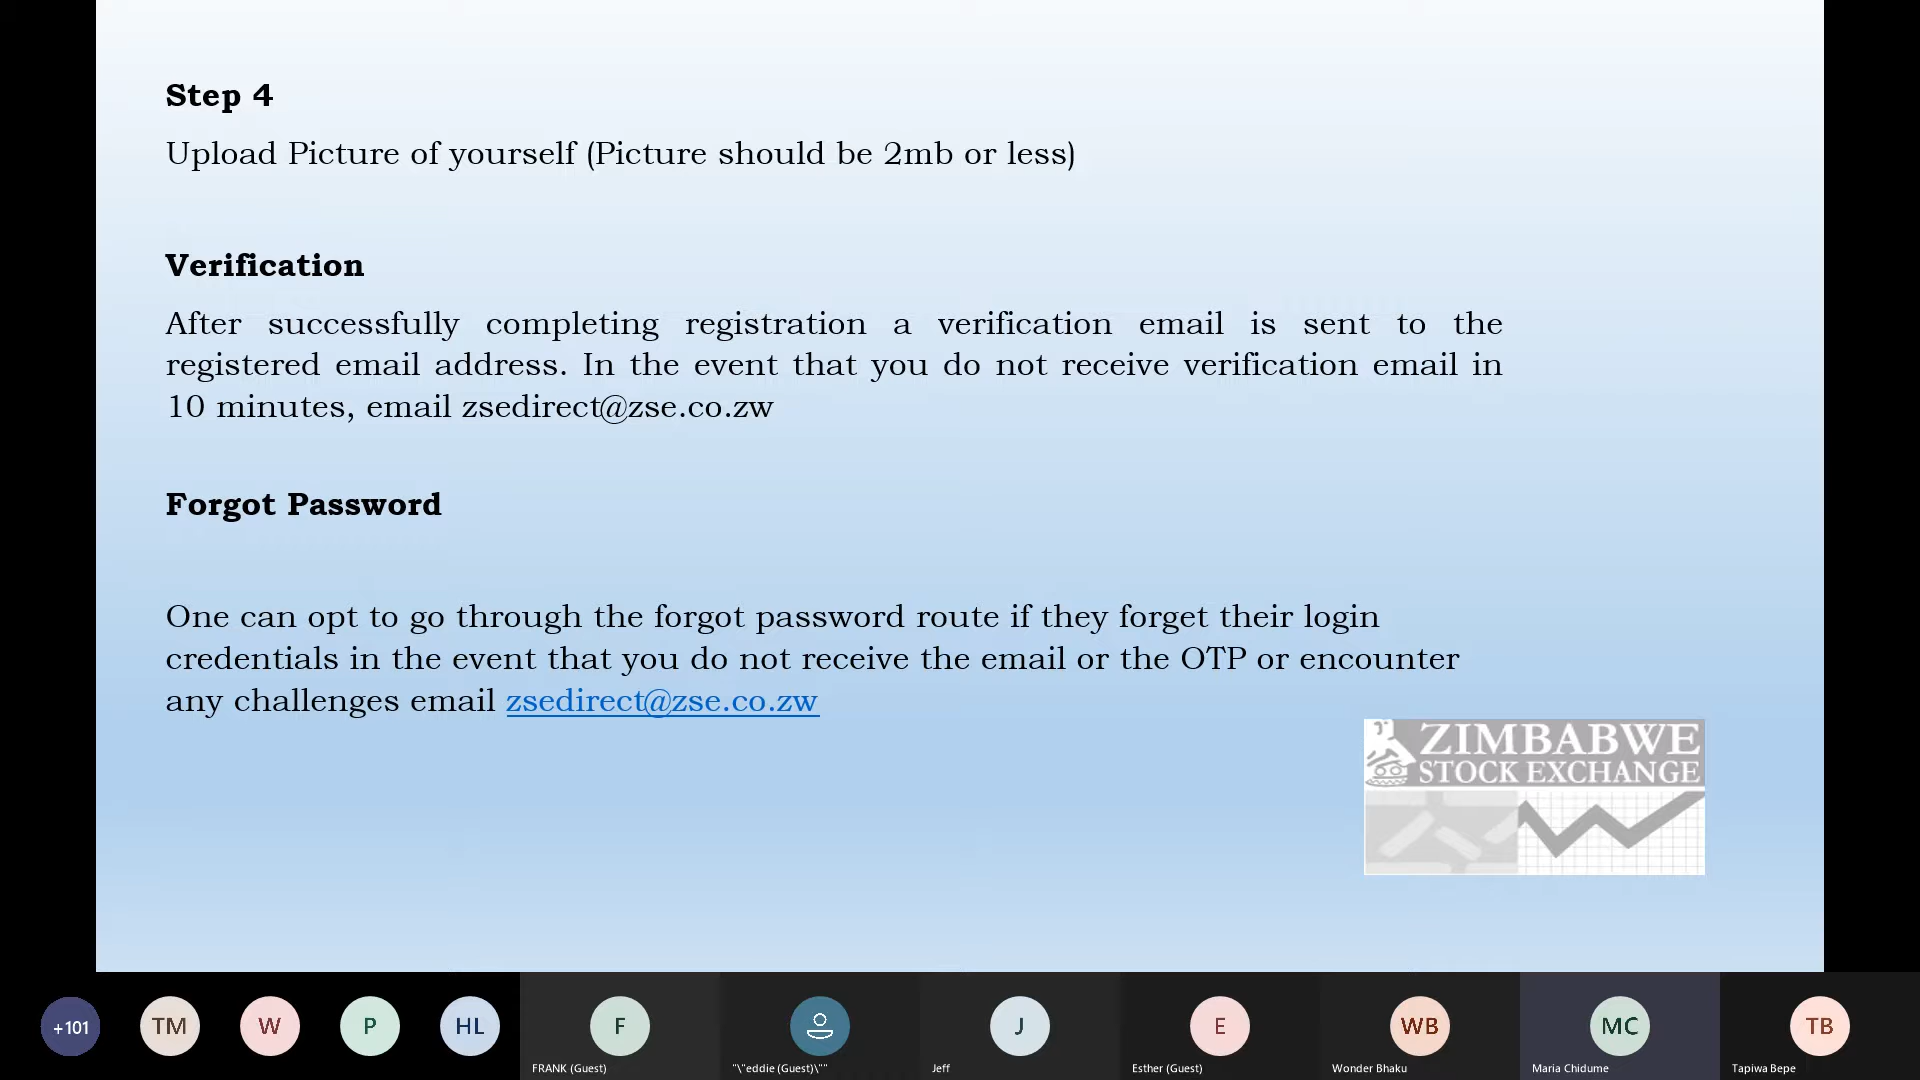 Step 4
Upload Picture of yourself (Picture should be 2mb or less)
Verification
After successfully completing registration a verification email is sent to the
registered email address. In the event that you do not receive verification email in
10 minutes, email zsedirect@zse.co.zw
Forgot Password
One can opt to go through the forgot password route if they forget their login
credentials in the event that you do not receive the email or the OTP or encounter
any challenges email zsedirect@zse.co.zw
ZIMBABWE
STOCK EXCHANGE
+101
TM
W
P
HL
F
J
E
WB
MC
TB
FRANK (Guest)
"\"eddie (Guest)\""
Jeff
Esther (Guest)
Wonder Bhaku
Maria Chidume
Tapiwa Bepe